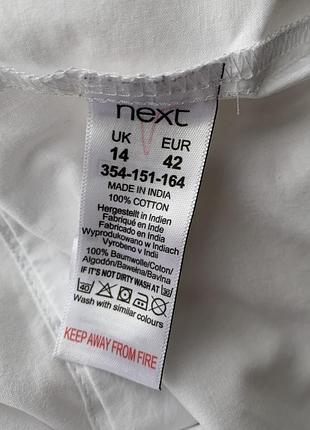 next
UK EUR
14 42
354-151-164
MADE IN INDIA
100% COTTON
Hergestellt in Indien
Fabriqué en Inde
Fabricado en India
Wyprodukowano w Indiach
Vyrobeno v Indii
100% Baumwolle/Coton/
Algodón/Bawełna/Bavlna
IF IT'S NOT DIRTY WASH AT 30
40
Wash with similar colours
KEEP AWAY FROM FIRE